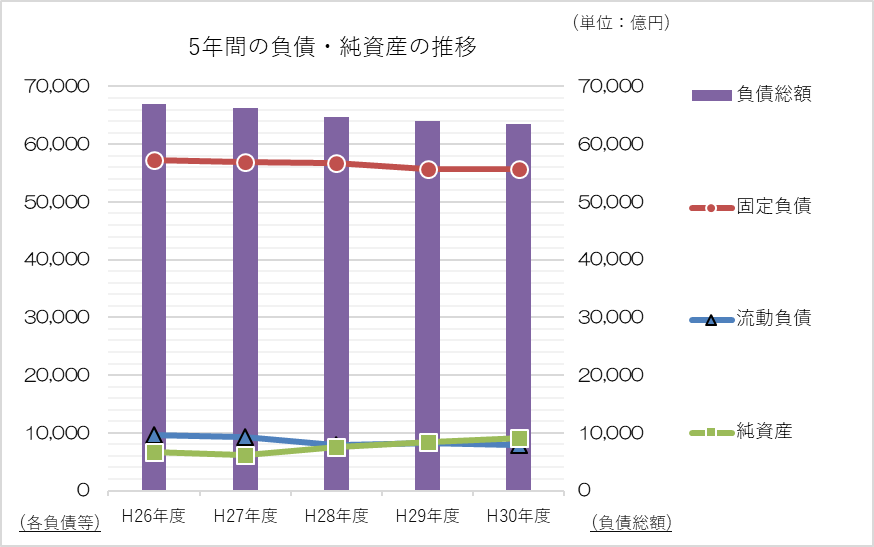 (単位：億円)
5年間の負債・純資産の推移
70,000
60,000
50,000
40,000
30,000
20,000
10,000
0
70,000
60,000
50,000
40,000
30,000
20,000
10,000
0
負債総額
固定負債
流動負債
純資産
H26年度 H27年度 H28年度 H29年度 H30年度
(各負債等)
(負債総額)